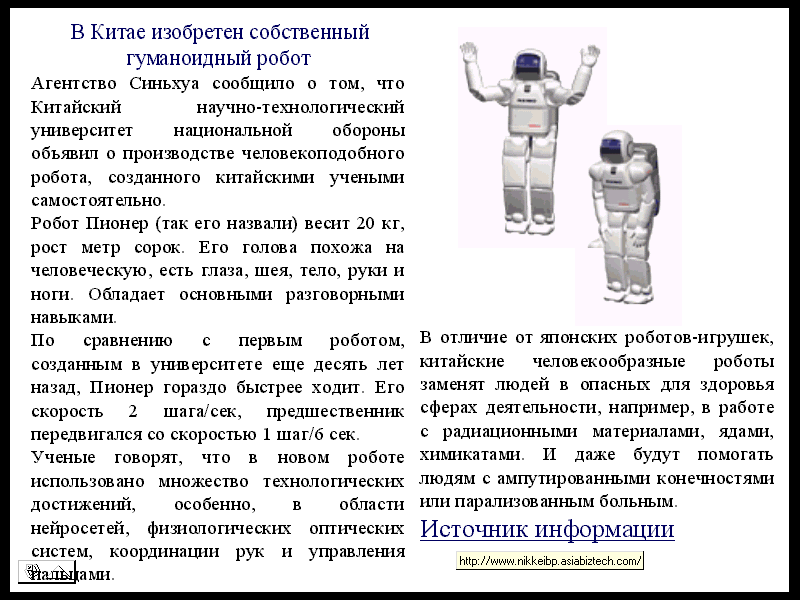 В Китае изобретен собственный
гуманоидный робот
Агентство Синьхуа сообщило о том, что
Китайский научно-технологический
университет национальной обороны
объявил о производстве человекоподобного
робота, созданного китайскими учеными
самостоятельно.
Робот Пионер (так его назвали) весит 20 кг,
рост метр сорок. Его голова похожа на
человеческую, есть глаза, шея, тело, руки и
ноги. Обладает основными разговорными
навыками.
По сравнению с первым роботом,
созданным в университете еще десять лет
назад, Пионер гораздо быстрее ходит. Его
скорость 2 шага/сек, предшественник
передвигался со скоростью 1 шаг/6 сек.
Ученые говорят, что в новом роботе
использовано множество технологических
достижений, особенно, в области
нейросетей, физиологических оптических
систем, координации рук и управления
пальцами.
В отличие от японских роботов-игрушек,
китайские человекообразные роботы
заменят людей в опасных для здоровья
сферах деятельности, например, в работе
с радиационными материалами, ядами,
химикатами. И даже будут помогать
людям с ампутированными конечностями
или парализованным больным.
Источник информации
http://www.nikkeibp.asiabiztech.com/